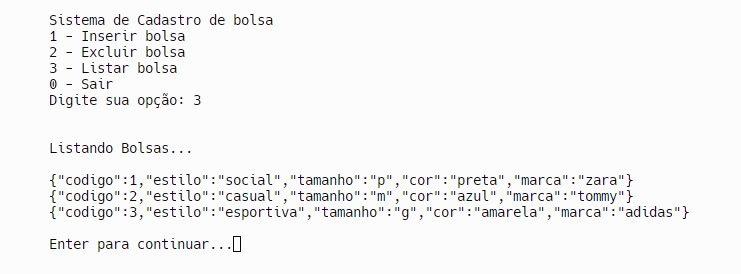 Sistema de Cadastro de bolsa
1 - Inserir bolsa
2 - Excluir bolsa
3 - Listar bolsa
0 - Sair
Digite sua opção: 3
Listando Bolsas...
{"codigo":1,"estilo":"social","tamanho":"p","cor":"preta","marca":"zara"}
{"codigo":2,"estilo":"casual","tamanho":"m","cor":"azul","marca":"tommy"}
{"codigo":3,"estilo":"esportiva","tamanho":"g","cor":"amarela","marca":"adidas"}
Enter para continuar...